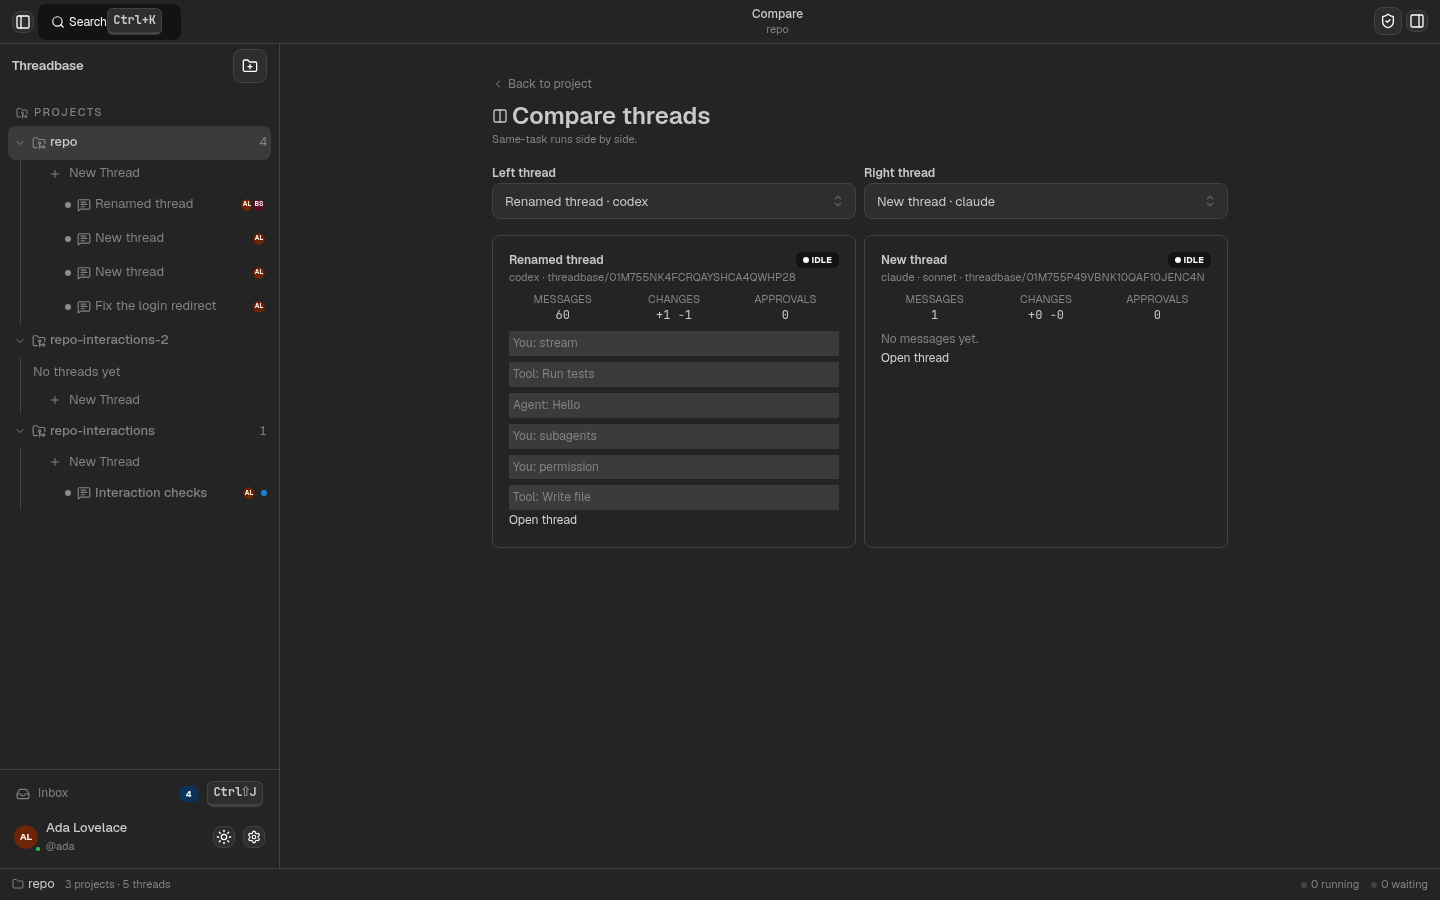 Search Ctrl+K
Compare
repo
Threadbase
PROJECTS
repo 4
New Thread
Renamed thread AL BS
New thread AL
New thread AL
Fix the login redirect AL
repo-interactions-2
No threads yet
New Thread
repo-interactions 1
New Thread
Interaction checks AL
Inbox 4 Ctrl⇧J
AL Ada Lovelace
@ada
Back to project
Compare threads
Same-task runs side by side.
Left thread
Renamed thread · codex
Right thread
New thread · claude
Renamed thread IDLE
codex · threadbase/01M755NK4FCRQAYSHCA4QWHP28
MESSAGES CHANGES APPROVALS
60 +1 -1 0
You: stream
Tool: Run tests
Agent: Hello
You: subagents
You: permission
Tool: Write file
Open thread
New thread IDLE
claude · sonnet · threadbase/01M755P49VBNK10QAF10JENC4N
MESSAGES CHANGES APPROVALS
1 +0 -0 0
No messages yet.
Open thread
repo 3 projects · 5 threads
0 running 0 waiting